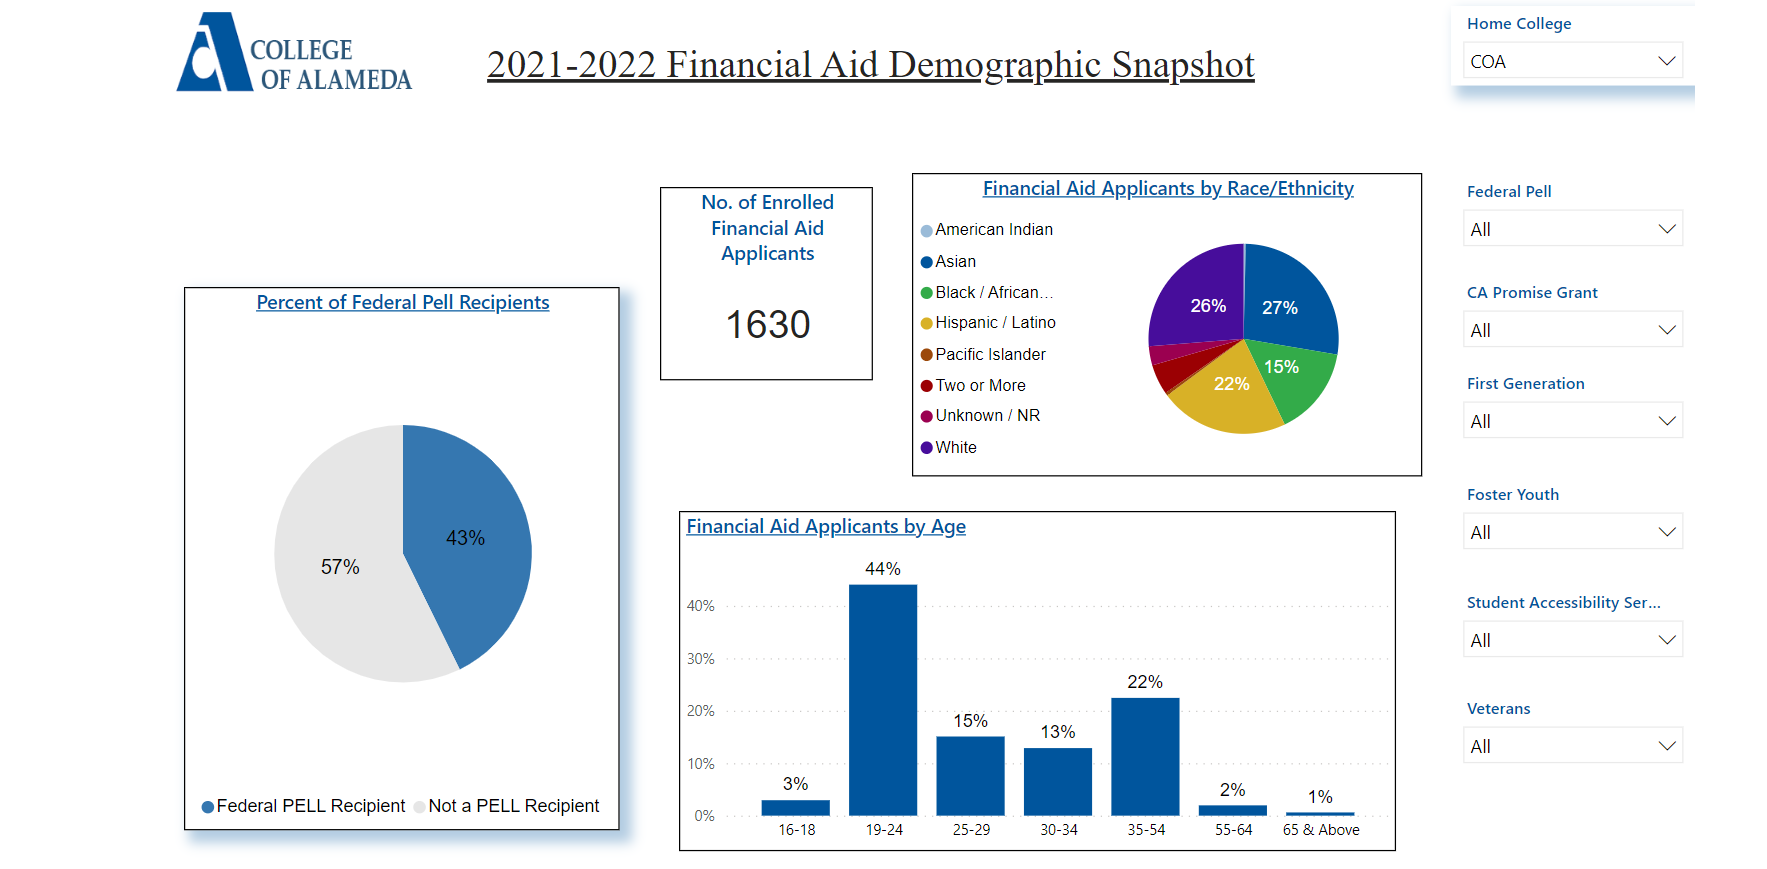 COLLEGE
OF ALAMEDA
2021-2022 Financial Aid Demographic Snapshot
Home College
COA
Percent of Federal Pell Recipients
43%
57%
Federal PELL Recipient
Not a PELL Recipient
No. of Enrolled
Financial Aid
Applicants
1630
Financial Aid Applicants by Race/Ethnicity
American Indian
Asian
Black / African...
Hispanic / Latino
Pacific Islander
Two or More
Unknown / NR
White
26%
27%
15%
22%
Financial Aid Applicants by Age
40%
30%
20%
10%
0%
3%
44%
15%
13%
22%
2%
1%
16-18
19-24
25-29
30-34
35-54
55-64
65 & Above
Federal Pell
All
CA Promise Grant
All
First Generation
All
Foster Youth
All
Student Accessibility Ser...
All
Veterans
All